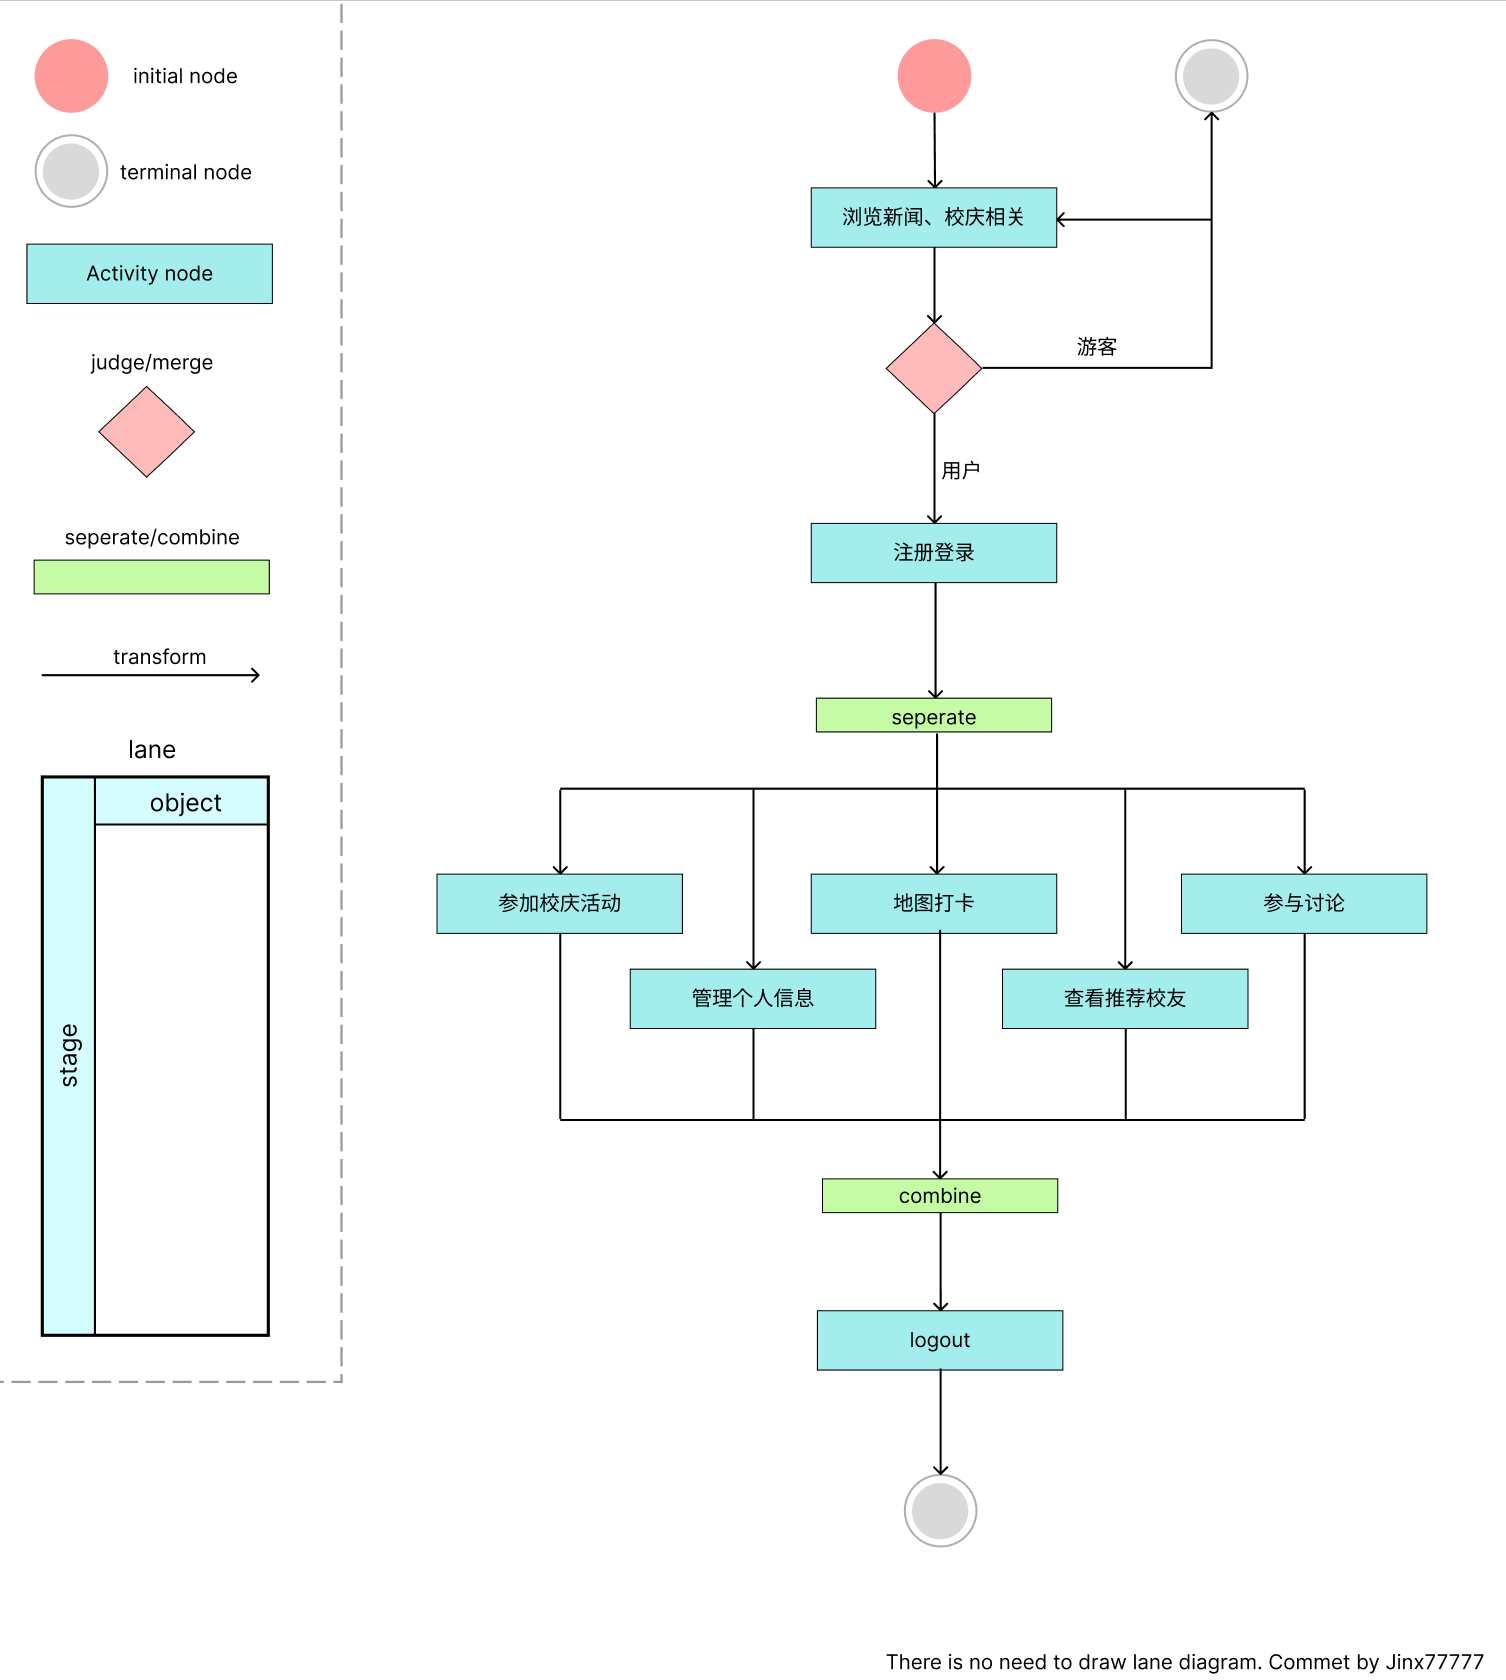 initial node
terminal node
Activity node
judge/merge
seperate/combine
transform
lane
object
stage
浏览新闻、校庆相关
游客
用户
注册登录
seperate
参加校庆活动
地图打卡
参与讨论
管理个人信息
查看推荐校友
combine
logout
There is no need to draw lane diagram. Commet by Jinx77777